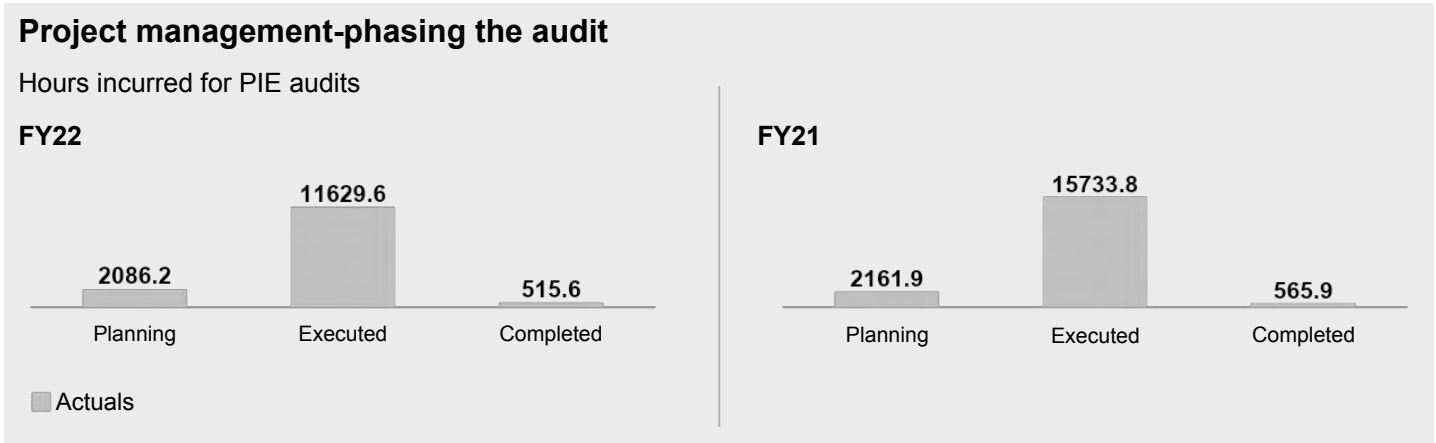 Project management-phasing the audit
Hours incurred for PIE audits
FY22
11629.6
2086.2
515.6
Planning
Executed
Completed
Actuals
FY21
15733.8
2161.9
565.9
Planning
Executed
Completed